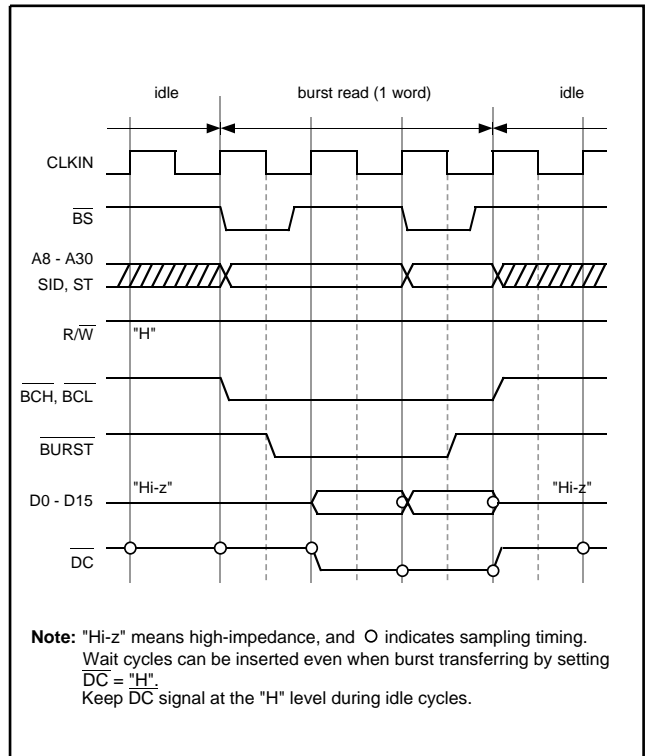 idle burst read (1 word) idle
CLKIN
BS
A8 - A30
SID, ST
R/W "H"
BCH, BCL
BURST
"Hi-z" "Hi-z"
D0 - D15
DC
Note: "Hi-z" means high-impedance, and O indicates sampling timing.
Wait cycles can be inserted even when burst transferring by setting
DC = "H".
Keep DC signal at the "H" level during idle cycles.